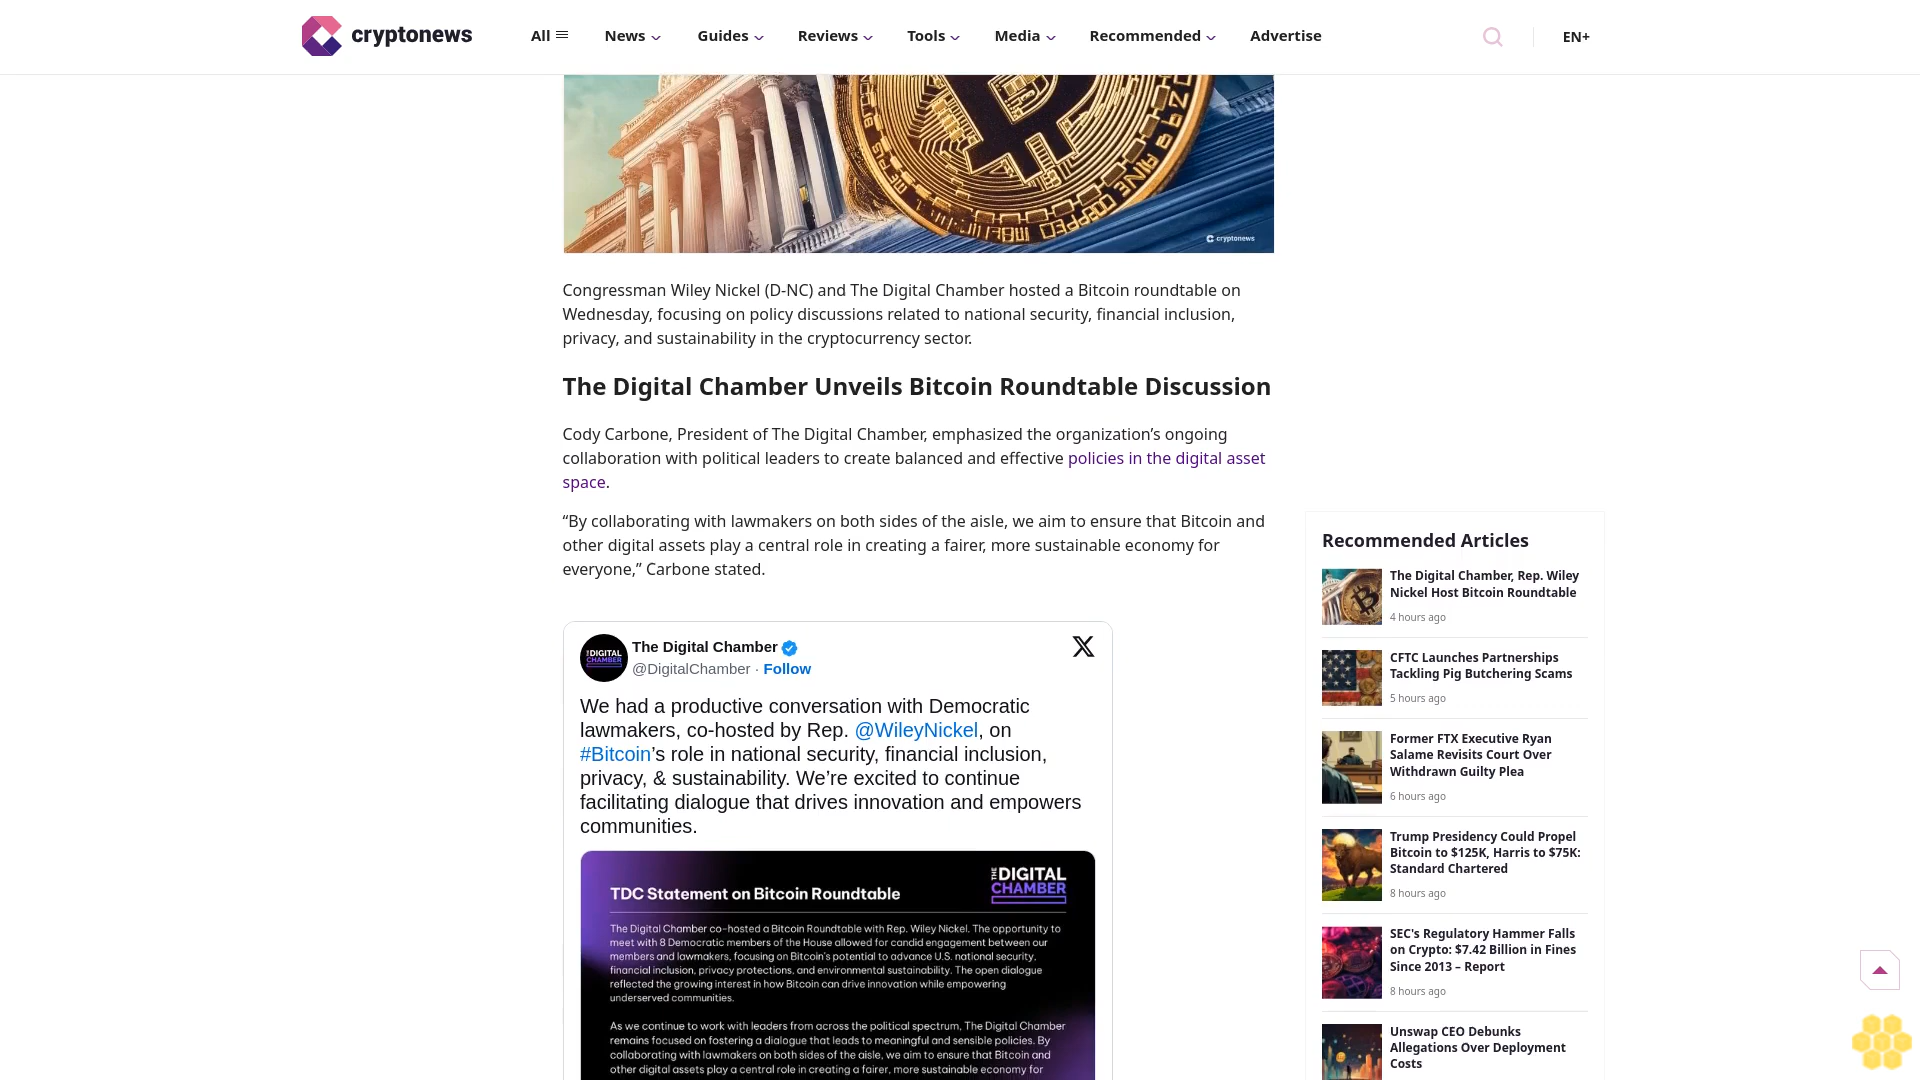 cryptonews
All
News
Guides
Reviews
Tools
Media
Recommended
Advertise
EN+
cryptonews
Congressman Wiley Nickel (D-NC) and The Digital Chamber hosted a Bitcoin roundtable on
Wednesday, focusing on policy discussions related to national security, financial inclusion,
privacy, and sustainability in the cryptocurrency sector.
The Digital Chamber Unveils Bitcoin Roundtable Discussion
Cody Carbone, President of The Digital Chamber, emphasized the organization’s ongoing
collaboration with political leaders to create balanced and effective policies in the digital asset
space.
“By collaborating with lawmakers on both sides of the aisle, we aim to ensure that Bitcoin and
other digital assets play a central role in creating a fairer, more sustainable economy for
everyone,” Carbone stated.
THE DIGITAL CHAMBER
The Digital Chamber
@DigitalChamber · Follow
We had a productive conversation with Democratic
lawmakers, co-hosted by Rep. @WileyNickel, on
#Bitcoin’s role in national security, financial inclusion,
privacy, & sustainability. We’re excited to continue
facilitating dialogue that drives innovation and empowers
communities.
THE DIGITAL
CHAMBER
TDC Statement on Bitcoin Roundtable
The Digital Chamber co-hosted a Bitcoin Roundtable with Rep. Wiley Nickel. The opportunity to
meet with 8 Democratic members of the House allowed for candid engagement between our
members and lawmakers, focusing on Bitcoin's potential to advance U.S. national security,
financial inclusion, privacy protections, and environmental sustainability. The open dialogue
reflected the growing interest in how Bitcoin can drive innovation while empowering
underserved communities.
As we continue to work with leaders from across the political spectrum, The Digital Chamber
remains focused on fostering a dialogue that leads to meaningful and sensible policies. By
collaborating with lawmakers on both sides of the aisle, we aim to ensure that Bitcoin and
other digital assets play a central role in creating a fairer, more sustainable economy for
Recommended Articles
The Digital Chamber, Rep. Wiley
Nickel Host Bitcoin Roundtable
4 hours ago
CFTC Launches Partnerships
Tackling Pig Butchering Scams
5 hours ago
Former FTX Executive Ryan
Salame Revisits Court Over
Withdrawn Guilty Plea
6 hours ago
Trump Presidency Could Propel
Bitcoin to $125K, Harris to $75K:
Standard Chartered
8 hours ago
SEC's Regulatory Hammer Falls
on Crypto: $7.42 Billion in Fines
Since 2013 – Report
8 hours ago
Unswap CEO Debunks
Allegations Over Deployment
Costs